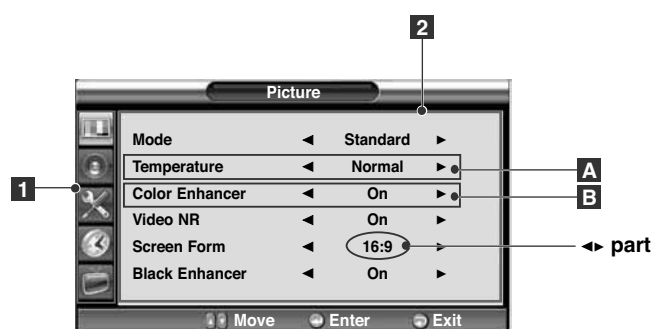 2
Picture
Mode ◄ Standard ►
Temperature ◄ Normal ► A
1
Color Enhancer ◄ On ► B
Video NR ◄ On ►
Screen Form ◄ 16:9 ► ◄► part
Black Enhancer ◄ On ►
Move Enter Exit